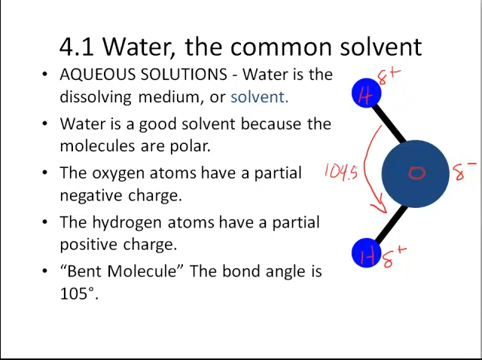 4.1 Water, the common solvent
• AQUEOUS SOLUTIONS - Water is the
dissolving medium, or solvent.
• Water is a good solvent because the
molecules are polar.
• The oxygen atoms have a partial
negative charge.
• The hydrogen atoms have a partial
positive charge.
• “Bent Molecule” The bond angle is
105°.
δ+
H
104.5
O
δ-
H
δ+